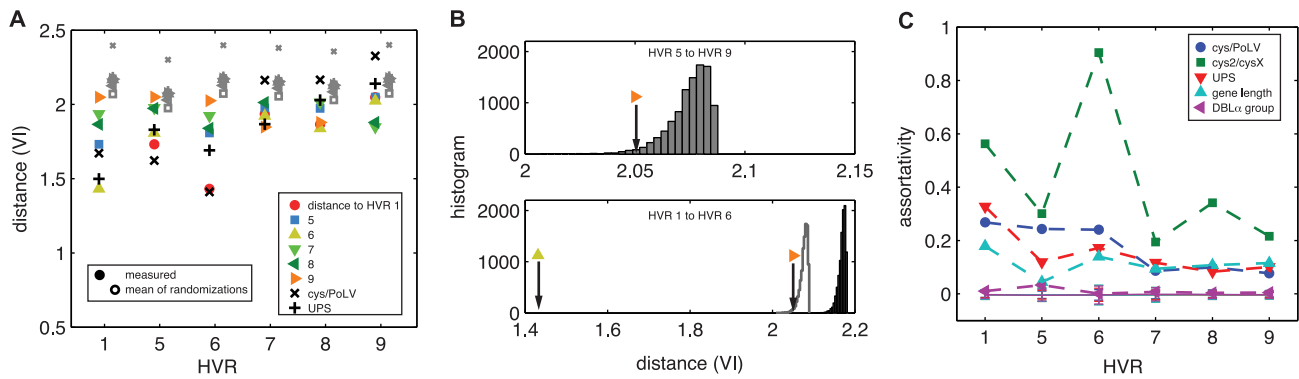 A
2.5
2
1.5
1
0.5
distance (VI)
1 5 6 7 8 9
HVR
measured
mean of randomizations
distance to HVR 1
5
6
7
8
9
cys/PoLV
UPS
B
HVR 5 to HVR 9
2000
1000
0
2 2.05 2.1 2.15
histogram
HVR 1 to HVR 6
2000
1000
0
1.4 1.6 1.8 2 2.2
distance (VI)
C
1
0.8
0.6
0.4
0.2
0
assortativity
1 5 6 7 8 9
HVR
cys/PoLV
cys2/cysX
UPS
gene length
DBLα group